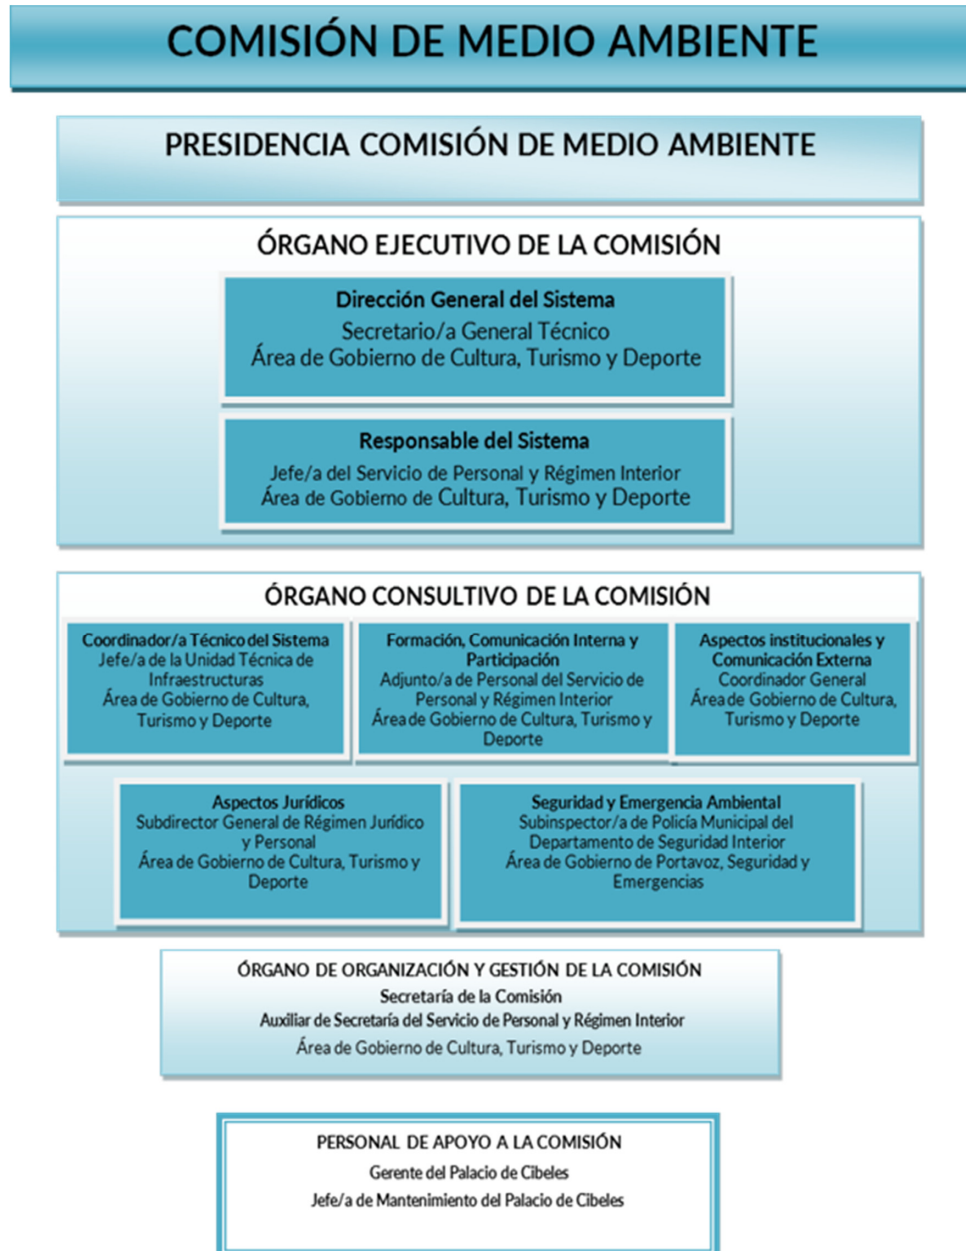 COMISIÓN DE MEDIO AMBIENTE
PRESIDENCIA COMISIÓN DE MEDIO AMBIENTE
ÓRGANO EJECUTIVO DE LA COMISIÓN
Dirección General del Sistema
Secretario/a General Técnico
Área de Gobierno de Cultura, Turismo y Deporte
Responsable del Sistema
Jefe/a del Servicio de Personal y Régimen Interior
Área de Gobierno de Cultura, Turismo y Deporte
ÓRGANO CONSULTIVO DE LA COMISIÓN
Coordinador/a Técnico del Sistema
Jefe/a de la Unidad Técnica de
Infraestructuras
Área de Gobierno de Cultura,
Turismo y Deporte
Formación, Comunicación Interna y
Participación
Adjunto/a de Personal del Servicio de
Personal y Régimen Interior
Área de Gobierno de Cultura, Turismo y
Deporte
Aspectos institucionales y
Comunicación Externa
Coordinador General
Área de Gobierno de Cultura,
Turismo y Deporte
Aspectos Jurídicos
Subdirector General de Régimen Jurídico
y Personal
Área de Gobierno de Cultura, Turismo y
Deporte
Seguridad y Emergencia Ambiental
Subinspector/a de Policía Municipal del
Departamento de Seguridad Interior
Área de Gobierno de Portavoz, Seguridad y
Emergencias
ÓRGANO DE ORGANIZACIÓN Y GESTIÓN DE LA COMISIÓN
Secretaría de la Comisión
Auxiliar de Secretaría del Servicio de Personal y Régimen Interior
Área de Gobierno de Cultura, Turismo y Deporte
PERSONAL DE APOYO A LA COMISIÓN
Gerente del Palacio de Cibeles
Jefe/a de Mantenimiento del Palacio de Cibeles